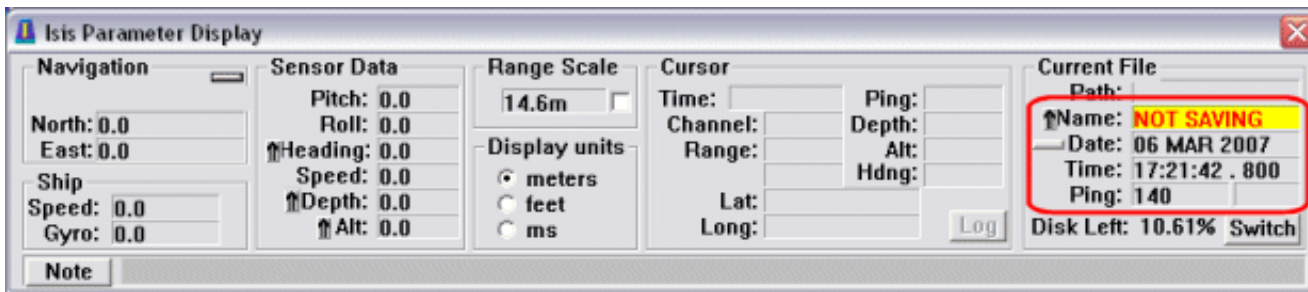 Isis Parameter Display
Navigation
North: 0.0
East: 0.0
Ship
Speed: 0.0
Gyro: 0.0
Sensor Data
Pitch: 0.0
Roll: 0.0
Heading: 0.0
Speed: 0.0
Depth: 0.0
Alt: 0.0
Range Scale
14.6m
Display units
meters
feet
ms
Cursor
Time: Ping:
Channel: Depth:
Range: Alt:
Hdng:
Lat:
Long:
Log
Current File
Path:
Name: NOT SAVING
Date: 06 MAR 2007
Time: 17:21:42 . 800
Ping: 140
Disk Left: 10.61% Switch
Note